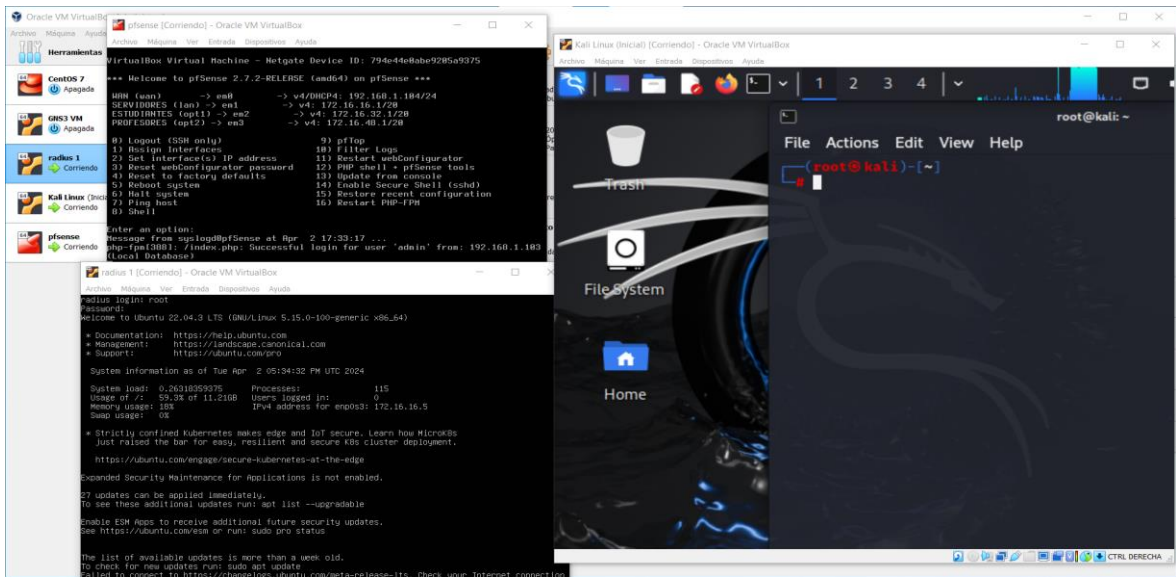 Oracle VM VirtualBo
Archivo Máquina Ayuda
Herramientas
CentOS 7
Apagada
GNS3 VM
Apagada
radius 1
Corriendo
Kali Linux (Inici
Corriendo
pfsense
Corriendo
pfsense [Corriendo] - Oracle VM VirtualBox
Archivo Máquina Ver Entrada Dispositivos Ayuda
VirtualBox Virtual Machine - Netgate Device ID: 794e44e0abe9205a9375
*** Welcome to pfSense 2.7.2-RELEASE (amd64) on pfSense ***
WAN (wan) -> em0 -> v4/DHCP4: 192.168.1.104/24
SERVIDORES (lan) -> em1 -> v4: 172.16.16.1/20
ESTUDIANTES (opt1) -> em2 -> v4: 172.16.32.1/20
PROFESORES (opt2) -> em3 -> v4: 172.16.48.1/20
0) Logout (SSH only) 9) pfTop
1) Assign Interfaces 10) Filter Logs
2) Set interface(s) IP address 11) Restart webConfigurator
3) Reset webConfigurator password 12) PHP shell + pfSense tools
4) Reset to factory defaults 13) Update from console
5) Reboot system 14) Enable Secure Shell (sshd)
6) Halt system 15) Restore recent configuration
7) Ping host 16) Restart PHP-FPM
8) Shell
Enter an option:
Message from syslogd@pfSense at Apr 2 17:33:17 ...
php-fpm[388]: /index.php: Successful login for user 'admin' from: 192.168.1.103
(Local Database)
radius 1 [Corriendo] - Oracle VM VirtualBox
Archivo Máquina Ver Entrada Dispositivos Ayuda
radius login: root
Password:
Welcome to Ubuntu 22.04.3 LTS (GNU/Linux 5.15.0-100-generic x86_64)
* Documentation: https://help.ubuntu.com
* Management: https://landscape.canonical.com
* Support: https://ubuntu.com/pro
System information as of Tue Apr 2 05:34:32 PM UTC 2024
System load: 0.26318359375 Processes: 115
Usage of /: 59.3% of 11.21GB Users logged in: 0
Memory usage: 18% IPv4 address for enp0s3: 172.16.16.5
Swap usage: 0%
* Strictly confined Kubernetes makes edge and IoT secure. Learn how MicroK8s
just raised the bar for easy, resilient and secure K8s cluster deployment.
https://ubuntu.com/engage/secure-kubernetes-at-the-edge
Expanded Security Maintenance for Applications is not enabled.
27 updates can be applied immediately.
To see these additional updates run: apt list --upgradable
Enable ESM Apps to receive additional future security updates.
See https://ubuntu.com/esm or run: sudo pro status
The list of available updates is more than a week old.
To check for new updates run: sudo apt update
Failed to connect to https://changelogs.ubuntu.com/meta-release-lts. Check your Internet connection
Kali Linux (Inicial) [Corriendo] - Oracle VM VirtualBox
Archivo Máquina Ver Entrada Dispositivos Ayuda
1 2 3 4
root@kali: ~
File Actions Edit View Help
(root㉿kali)-[~]
#
Trash
File System
Home
CTRL DERECHA